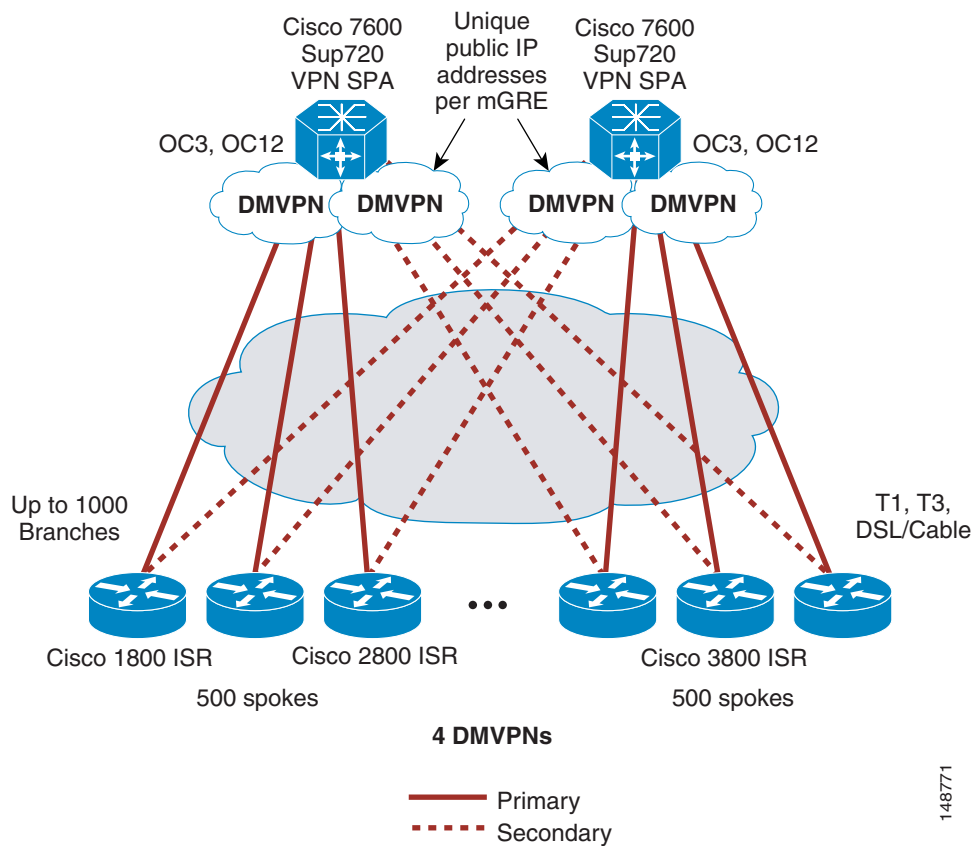 Cisco 7600
Sup720
VPN SPA
Unique
public IP
addresses
per mGRE
Cisco 7600
Sup720
VPN SPA
OC3, OC12
OC3, OC12
DMVPN
DMVPN
DMVPN
DMVPN
Up to 1000
Branches
T1, T3,
DSL/Cable
...
Cisco 1800 ISR
Cisco 2800 ISR
Cisco 3800 ISR
500 spokes
500 spokes
4 DMVPNs
Primary
Secondary
148771